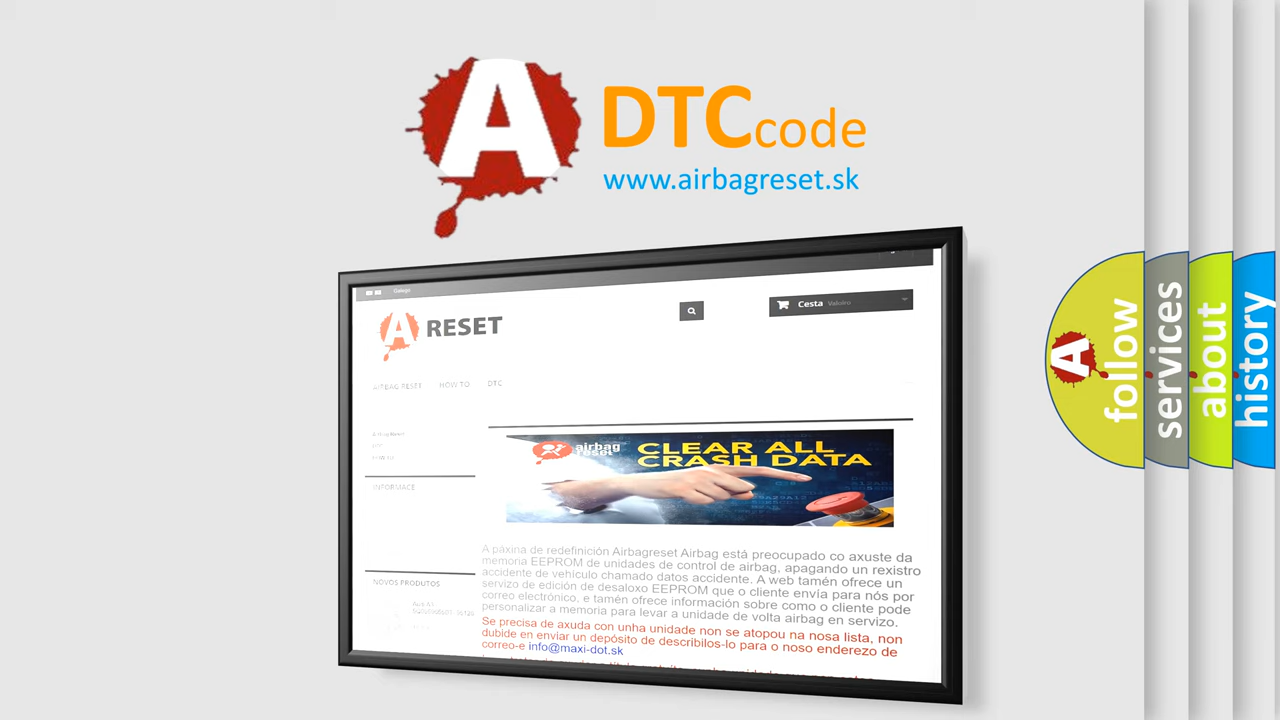 A
DTCcode
www.airbagreset.sk
Galego
A RESET
Cesta Valeiro
AIRBAG RESET HOW TO DTC
INFORMACE
NOVOS PRODUTOS
airbag
reset
CLEAR ALL
CRASH DATA
A páxina de redefinición Airbagreset Airbag está preocupado co axuste da
memoria EEPROM de unidades de control de airbag, apagando un rexistro
accidente de vehículo chamado datos accidente. A web tamén ofrece un
servizo de edición de desaloxo EEPROM que o cliente envía para nós por
correo electrónico, e tamén ofrece información sobre como o cliente pode
personalizar a memoria para levar a unidade de volta airbag en servizo.
Se precisa de axuda con unha unidade non se atopou na nosa lista, non
dubide en enviar un depósito de describilos-lo para o noso enderezo de
correo-e info@maxi-dot.sk
A follow
services
about
history